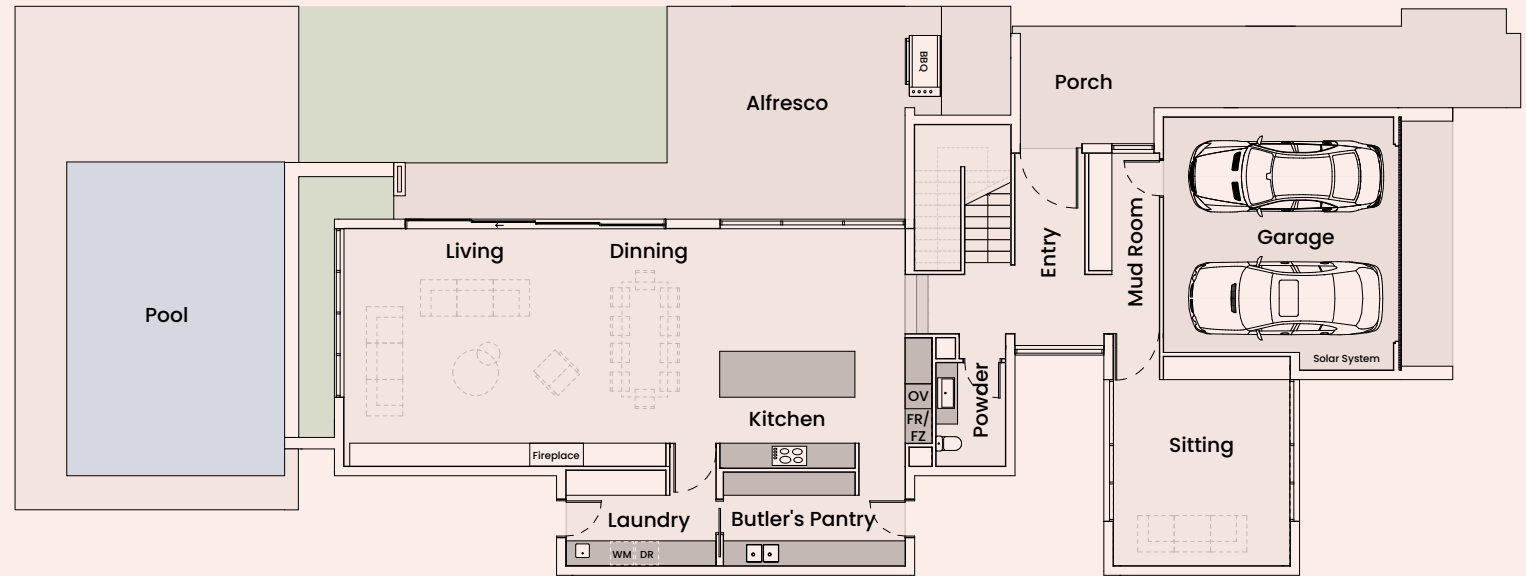 BBQ
Porch
Alfresco
Living
Dinning
Entry
Mud Room
Garage
Pool
Solar System
OV
FR/
FZ
Powder
Kitchen
Fireplace
Sitting
Laundry
Butler's Pantry
WM
DR